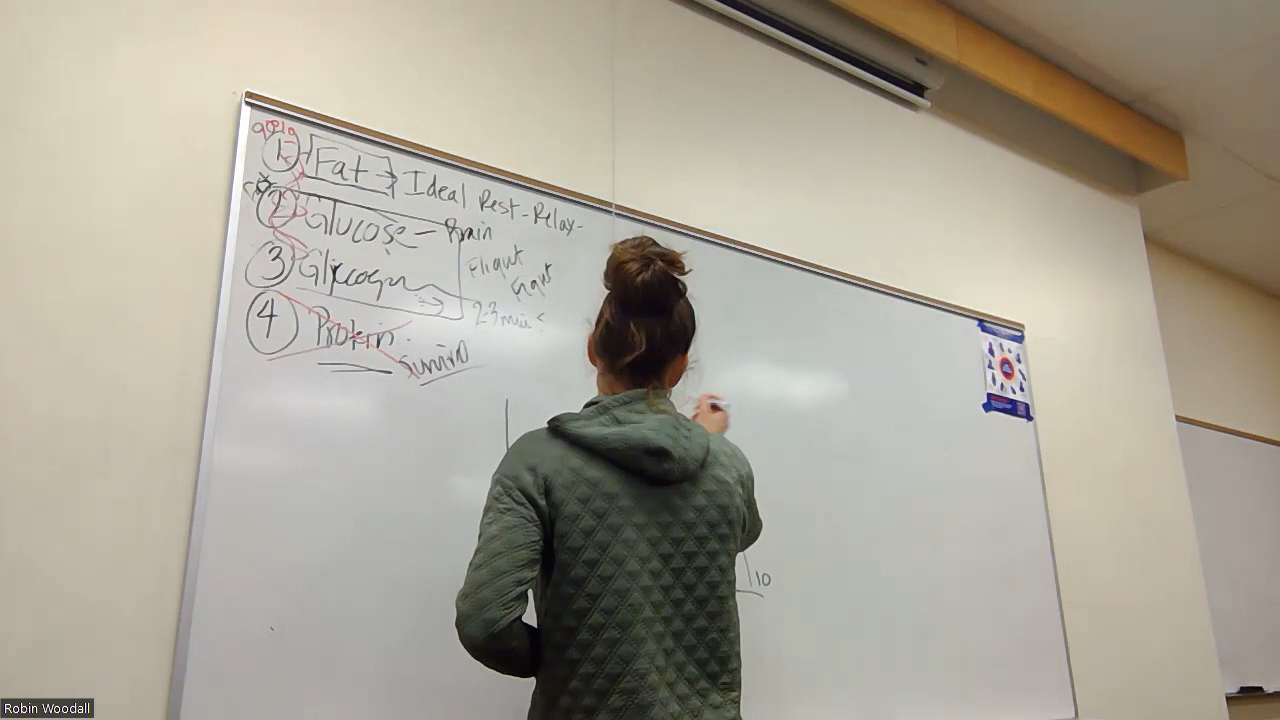 goal
1 Fat → Ideal Rest-Relax-
2 Glucose - Brain
Flight
Fight
3 Glycogen →
2-3 min
4 Protein
Survival
10
Robin Woodall